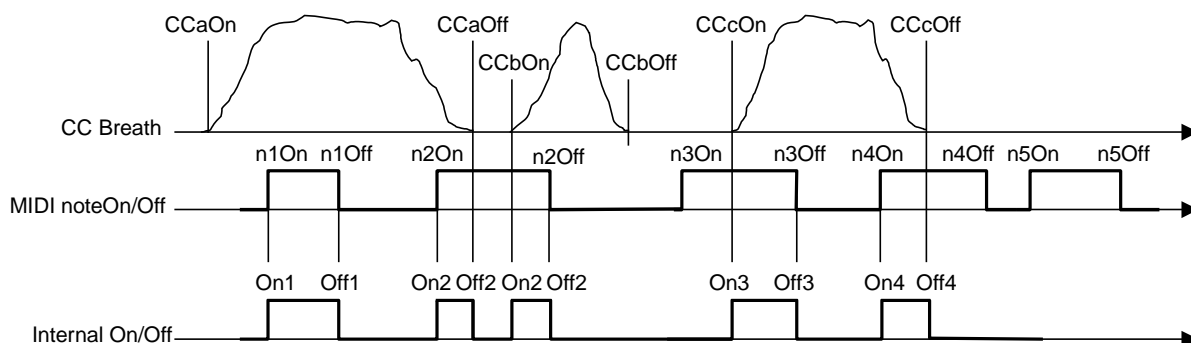 CCaOn CCaOff CCcOn CCcOff
CCbOn CCbOff
CC Breath
n1On n1Off n2On n2Off n3On n3Off n4On n4Off n5On n5Off
MIDI noteOn/Off
On1 Off1 On2 Off2 On2 Off2 On3 Off3 On4 Off4
Internal On/Off